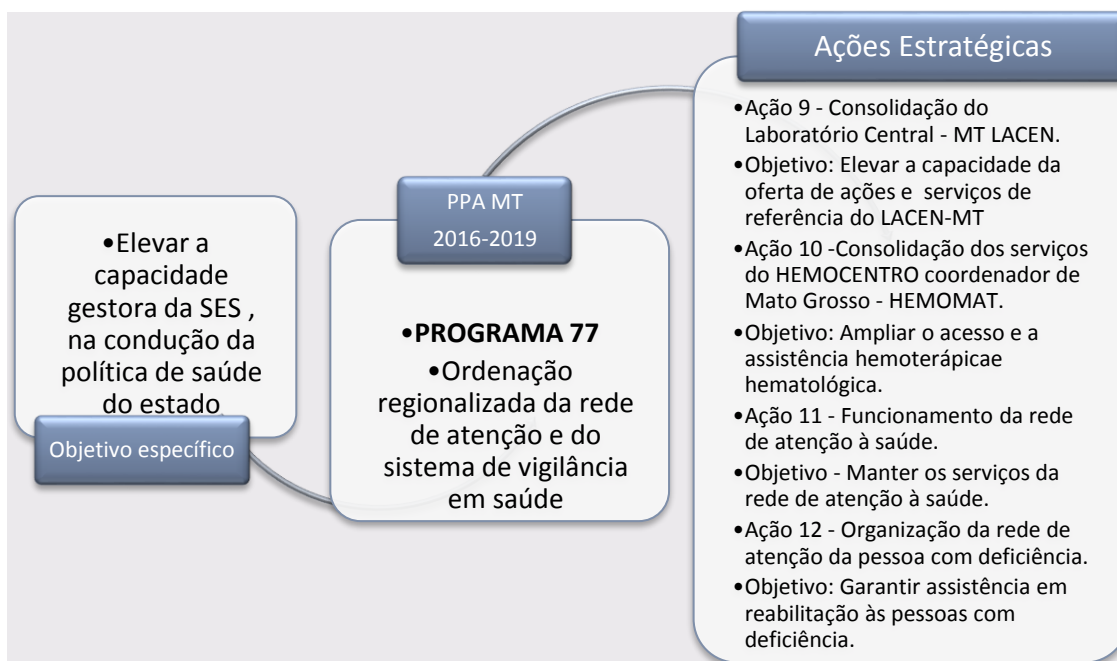 •Elevar a
capacidade
gestora da SES ,
na condução da
política de saúde
do estado
Objetivo específico
PPA MT
2016-2019
•PROGRAMA 77
•Ordenação
regionalizada da rede
de atenção e do
sistema de vigilância
em saúde
Ações Estratégicas
•Ação 9 - Consolidação do
Laboratório Central - MT LACEN.
•Objetivo: Elevar a capacidade da
oferta de ações e serviços de
referência do LACEN-MT
•Ação 10 -Consolidação dos serviços
do HEMOCENTRO coordenador de
Mato Grosso - HEMOMAT.
•Objetivo: Ampliar o acesso e a
assistência hemoterápicae
hematológica.
•Ação 11 - Funcionamento da rede
de atenção à saúde.
•Objetivo - Manter os serviços da
rede de atenção à saúde.
•Ação 12 - Organização da rede de
atenção da pessoa com deficiência.
•Objetivo: Garantir assistência em
reabilitação às pessoas com
deficiência.